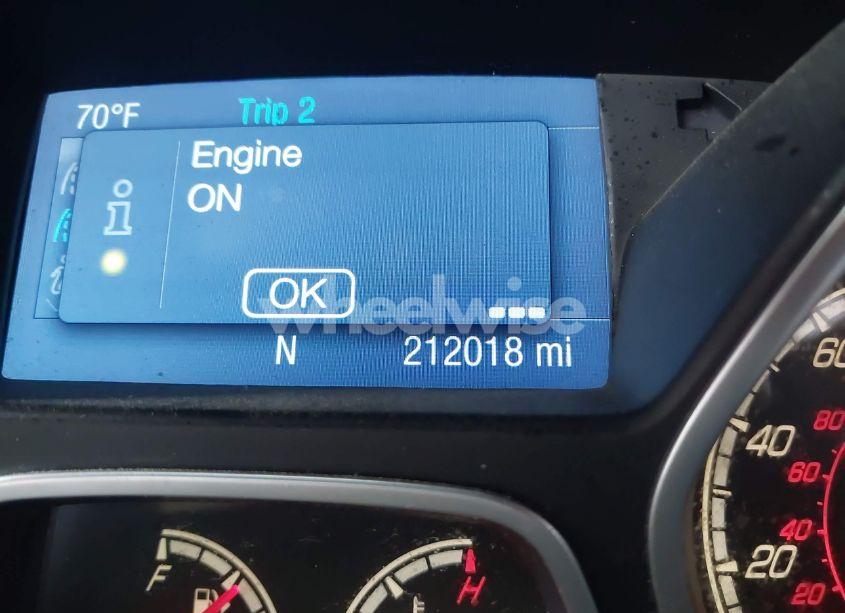 70°F Trip 2
Engine
ON
i
OK
wheelwise
N 212018 mi
60
80
40
60
40
20
20
F
H